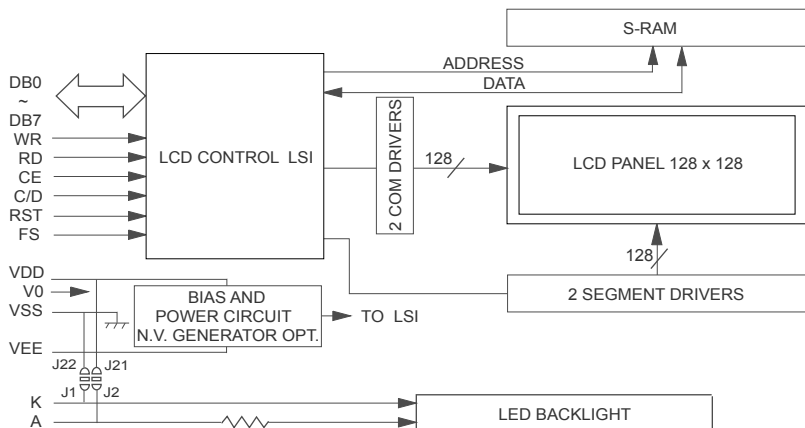 S-RAM
ADDRESS
DATA
DB0
~
DB7
WR
RD
CE
C/D
RST
FS
LCD CONTROL LSI
2 COM DRIVERS
128
LCD PANEL 128 x 128
128
2 SEGMENT DRIVERS
VDD
V0
VSS
VEE
BIAS AND
POWER CIRCUIT
N.V. GENERATOR OPT.
TO LSI
J22
J21
J1
J2
K
A
LED BACKLIGHT